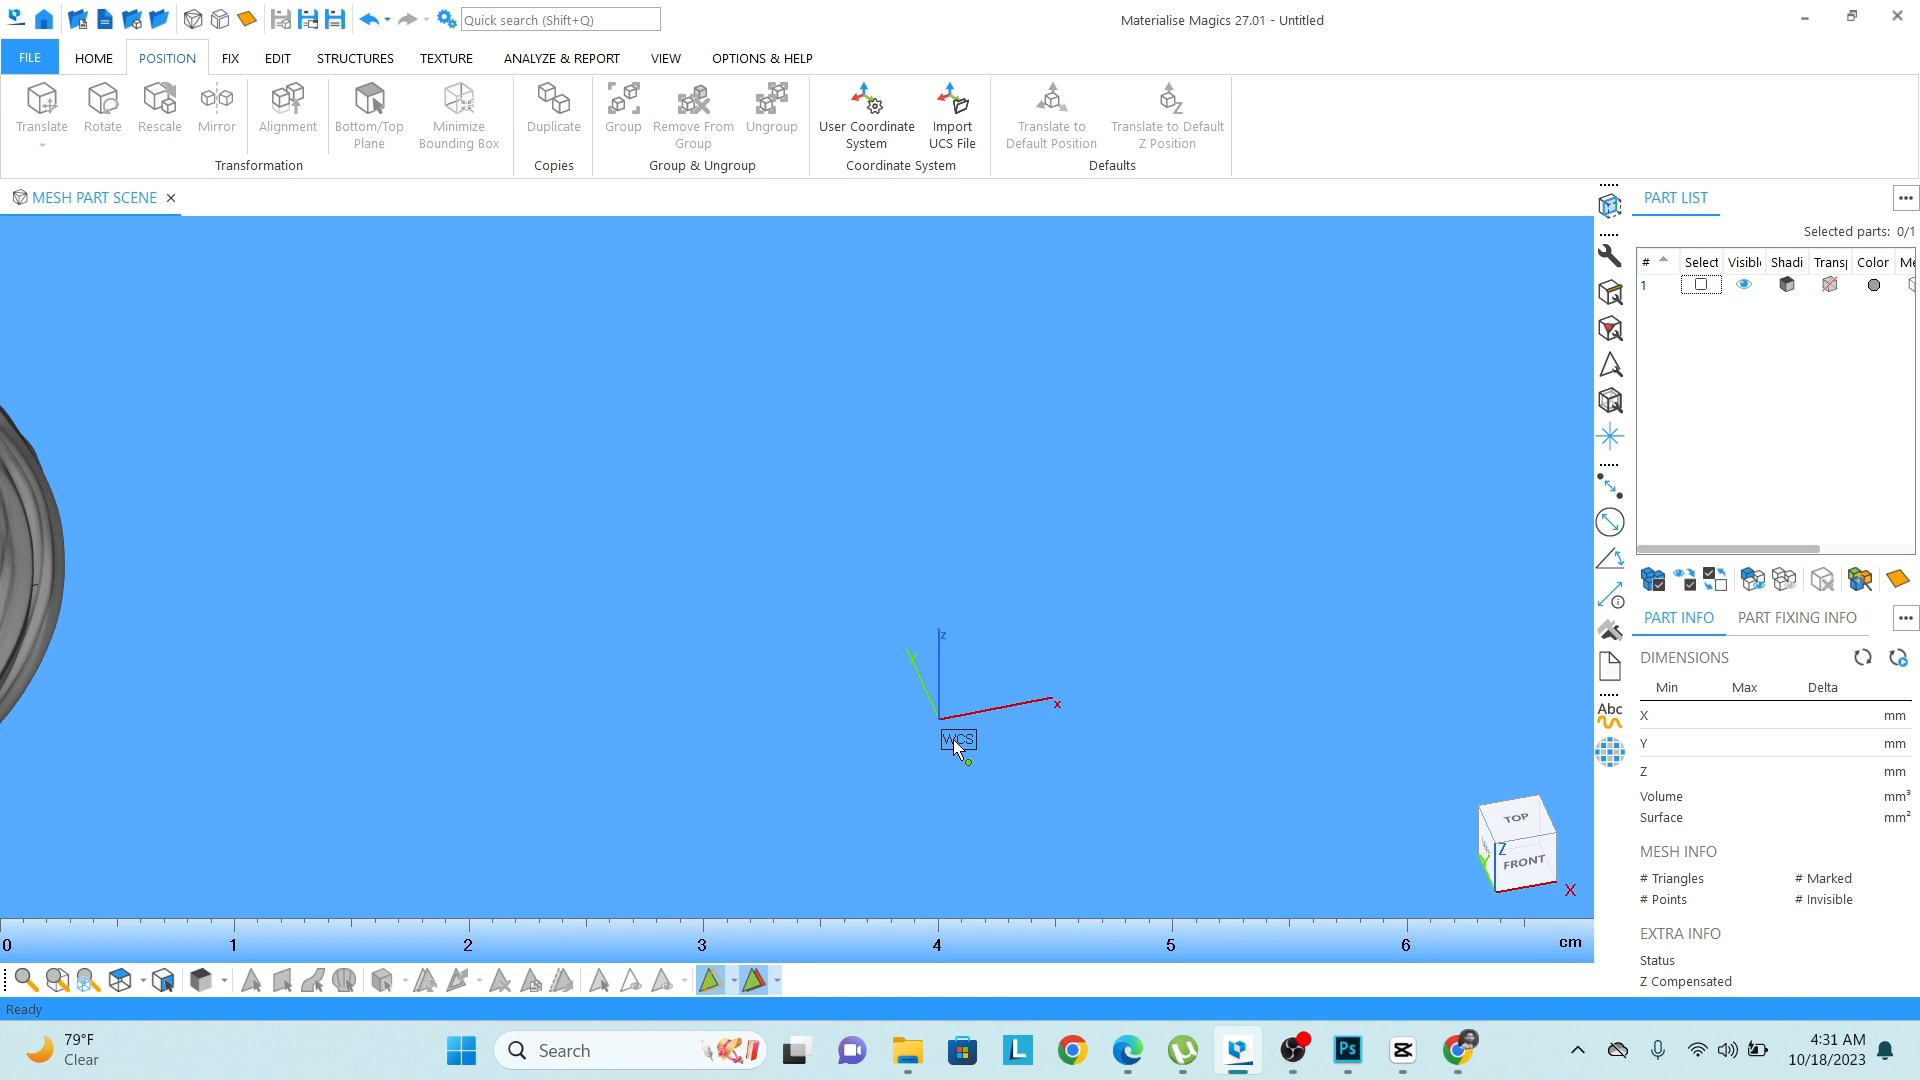 Quick search (Shift+Q)
Materialise Magics 27.01 - Untitled
FILE HOME POSITION FIX EDIT STRUCTURES TEXTURE ANALYZE & REPORT VIEW OPTIONS & HELP
Translate Rotate Rescale Mirror Alignment Bottom/Top Plane Minimize Bounding Box Duplicate Group Remove From Group Ungroup User Coordinate System Import UCS File Translate to Default Position Translate to Default Z Position
Transformation Copies Group & Ungroup Coordinate System Defaults
MESH PART SCENE
PART LIST
Selected parts: 0/1
# Select Visibl Shadi Transp Color Me
1
z
y
x
WCS
TOP
FRONT
Z
Y
X
0 1 2 3 4 5 6 cm
Abc
PART INFO PART FIXING INFO
DIMENSIONS
Min Max Delta
X mm
Y mm
Z mm
Volume mm³
Surface mm²
MESH INFO
# Triangles # Marked
# Points # Invisible
EXTRA INFO
Status
Z Compensated
Ready
79°F
Clear
Search
L
Ps
4:31 AM
10/18/2023